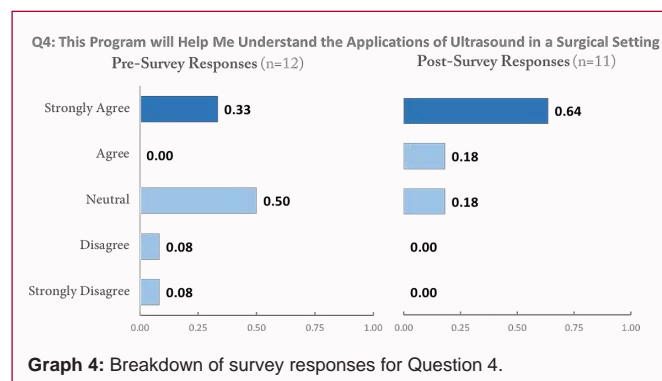 Q4: This Program will Help Me Understand the Applications of Ultrasound in a Surgical Setting
Pre-Survey Responses (n=12)
Post-Survey Responses (n=11)
Strongly Agree 0.33 0.64
Agree 0.00 0.18
Neutral 0.50 0.18
Disagree 0.08 0.00
Strongly Disagree 0.08 0.00
0.00 0.25 0.50 0.75 1.00 0.00 0.25 0.50 0.75 1.00
Graph 4: Breakdown of survey responses for Question 4.